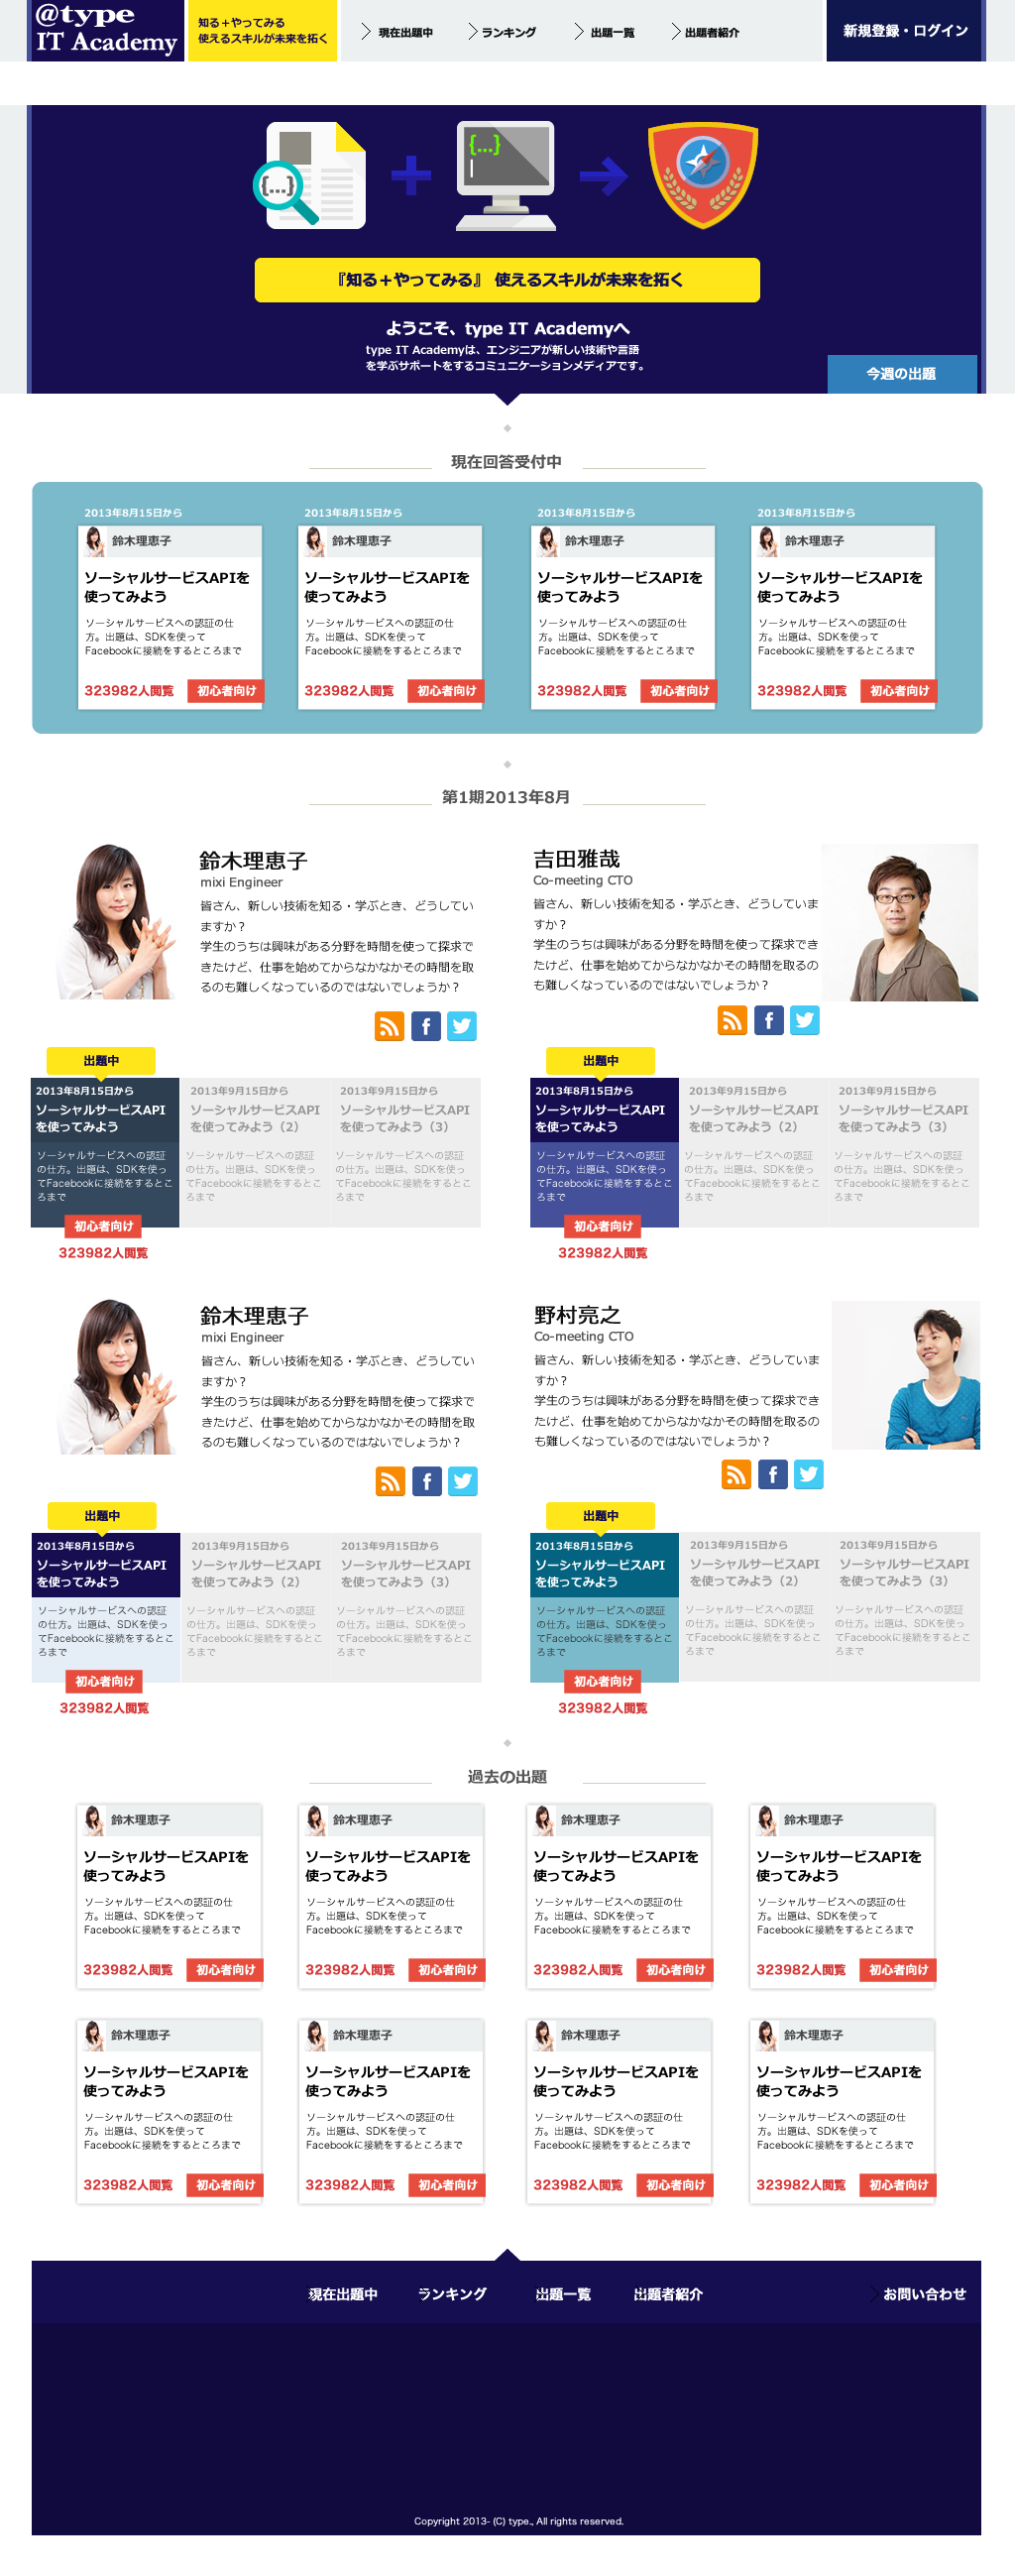 @type
IT Academy
知る＋やってみる
使えるスキルが未来を拓く
現在出題中
ランキング
出題一覧
出題者紹介
新規登録・ログイン
{...}
{...}
『知る＋やってみる』 使えるスキルが未来を拓く
ようこそ、type IT Academyへ
type IT Academyは、エンジニアが新しい技術や言語
を学ぶサポートをするコミュニケーションメディアです。
今週の出題
現在回答受付中
2013年8月15日から
鈴木理恵子
ソーシャルサービスAPIを
使ってみよう
ソーシャルサービスへの認証の仕
方。出題は、SDKを使って
Facebookに接続をするところまで
323982人閲覧
初心者向け
2013年8月15日から
鈴木理恵子
ソーシャルサービスAPIを
使ってみよう
ソーシャルサービスへの認証の仕
方。出題は、SDKを使って
Facebookに接続をするところまで
323982人閲覧
初心者向け
2013年8月15日から
鈴木理恵子
ソーシャルサービスAPIを
使ってみよう
ソーシャルサービスへの認証の仕
方。出題は、SDKを使って
Facebookに接続をするところまで
323982人閲覧
初心者向け
2013年8月15日から
鈴木理恵子
ソーシャルサービスAPIを
使ってみよう
ソーシャルサービスへの認証の仕
方。出題は、SDKを使って
Facebookに接続をするところまで
323982人閲覧
初心者向け
第1期2013年8月
鈴木理恵子
mixi Engineer
皆さん、新しい技術を知る・学ぶとき、どうしてい
ますか？
学生のうちは興味がある分野を時間を使って探求で
きたけど、仕事を始めてからなかなかその時間を取
るのも難しくなっているのではないでしょうか？
出題中
2013年8月15日から
ソーシャルサービスAPI
を使ってみよう
ソーシャルサービスへの認証
の仕方。出題は、SDKを使っ
てFacebookに接続をするとこ
ろまで
初心者向け
323982人閲覧
2013年9月15日から
ソーシャルサービスAPI
を使ってみよう（2）
ソーシャルサービスへの認証
の仕方。出題は、SDKを使っ
てFacebookに接続をするとこ
ろまで
2013年9月15日から
ソーシャルサービスAPI
を使ってみよう（3）
ソーシャルサービスへの認証
の仕方。出題は、SDKを使っ
てFacebookに接続をするとこ
ろまで
吉田雅哉
Co-meeting CTO
皆さん、新しい技術を知る・学ぶとき、どうしていま
すか？
学生のうちは興味がある分野を時間を使って探求でき
たけど、仕事を始めてからなかなかその時間を取るの
も難しくなっているのではないでしょうか？
出題中
2013年8月15日から
ソーシャルサービスAPI
を使ってみよう
ソーシャルサービスへの認証
の仕方。出題は、SDKを使っ
てFacebookに接続をするとこ
ろまで
初心者向け
323982人閲覧
2013年9月15日から
ソーシャルサービスAPI
を使ってみよう（2）
ソーシャルサービスへの認証
の仕方。出題は、SDKを使っ
てFacebookに接続をするとこ
ろまで
2013年9月15日から
ソーシャルサービスAPI
を使ってみよう（3）
ソーシャルサービスへの認証
の仕方。出題は、SDKを使っ
てFacebookに接続をするとこ
ろまで
鈴木理恵子
mixi Engineer
皆さん、新しい技術を知る・学ぶとき、どうしてい
ますか？
学生のうちは興味がある分野を時間を使って探求で
きたけど、仕事を始めてからなかなかその時間を取
るのも難しくなっているのではないでしょうか？
出題中
2013年8月15日から
ソーシャルサービスAPI
を使ってみよう
ソーシャルサービスへの認証
の仕方。出題は、SDKを使っ
てFacebookに接続をするとこ
ろまで
初心者向け
323982人閲覧
2013年9月15日から
ソーシャルサービスAPI
を使ってみよう（2）
ソーシャルサービスへの認証
の仕方。出題は、SDKを使っ
てFacebookに接続をするとこ
ろまで
2013年9月15日から
ソーシャルサービスAPI
を使ってみよう（3）
ソーシャルサービスへの認証
の仕方。出題は、SDKを使っ
てFacebookに接続をするとこ
ろまで
野村亮之
Co-meeting CTO
皆さん、新しい技術を知る・学ぶとき、どうしていま
すか？
学生のうちは興味がある分野を時間を使って探求でき
たけど、仕事を始めてからなかなかその時間を取るの
も難しくなっているのではないでしょうか？
出題中
2013年8月15日から
ソーシャルサービスAPI
を使ってみよう
ソーシャルサービスへの認証
の仕方。出題は、SDKを使っ
てFacebookに接続をするとこ
ろまで
初心者向け
323982人閲覧
2013年9月15日から
ソーシャルサービスAPI
を使ってみよう（2）
ソーシャルサービスへの認証
の仕方。出題は、SDKを使っ
てFacebookに接続をするとこ
ろまで
2013年9月15日から
ソーシャルサービスAPI
を使ってみよう（3）
ソーシャルサービスへの認証
の仕方。出題は、SDKを使っ
てFacebookに接続をするとこ
ろまで
過去の出題
鈴木理恵子
ソーシャルサービスAPIを
使ってみよう
ソーシャルサービスへの認証の仕
方。出題は、SDKを使って
Facebookに接続をするところまで
323982人閲覧
初心者向け
鈴木理恵子
ソーシャルサービスAPIを
使ってみよう
ソーシャルサービスへの認証の仕
方。出題は、SDKを使って
Facebookに接続をするところまで
323982人閲覧
初心者向け
鈴木理恵子
ソーシャルサービスAPIを
使ってみよう
ソーシャルサービスへの認証の仕
方。出題は、SDKを使って
Facebookに接続をするところまで
323982人閲覧
初心者向け
鈴木理恵子
ソーシャルサービスAPIを
使ってみよう
ソーシャルサービスへの認証の仕
方。出題は、SDKを使って
Facebookに接続をするところまで
323982人閲覧
初心者向け
鈴木理恵子
ソーシャルサービスAPIを
使ってみよう
ソーシャルサービスへの認証の仕
方。出題は、SDKを使って
Facebookに接続をするところまで
323982人閲覧
初心者向け
鈴木理恵子
ソーシャルサービスAPIを
使ってみよう
ソーシャルサービスへの認証の仕
方。出題は、SDKを使って
Facebookに接続をするところまで
323982人閲覧
初心者向け
鈴木理恵子
ソーシャルサービスAPIを
使ってみよう
ソーシャルサービスへの認証の仕
方。出題は、SDKを使って
Facebookに接続をするところまで
323982人閲覧
初心者向け
鈴木理恵子
ソーシャルサービスAPIを
使ってみよう
ソーシャルサービスへの認証の仕
方。出題は、SDKを使って
Facebookに接続をするところまで
323982人閲覧
初心者向け
現在出題中
ランキング
出題一覧
出題者紹介
お問い合わせ
Copyright 2013- (C) type., All rights reserved.